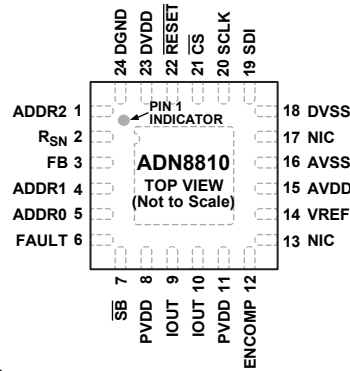 24 DGND
23 DVDD
22 RESET
21 CS
20 SCLK
19 SDI
ADDR2 1
RSN 2
FB 3
ADDR1 4
ADDR0 5
FAULT 6
PIN 1
INDICATOR
ADN8810
TOP VIEW
(Not to Scale)
18 DVSS
17 NIC
16 AVSS
15 AVDD
14 VREF
13 NIC
SB 7
PVDD 8
IOUT 9
IOUT 10
PVDD 11
ENCOMP 12